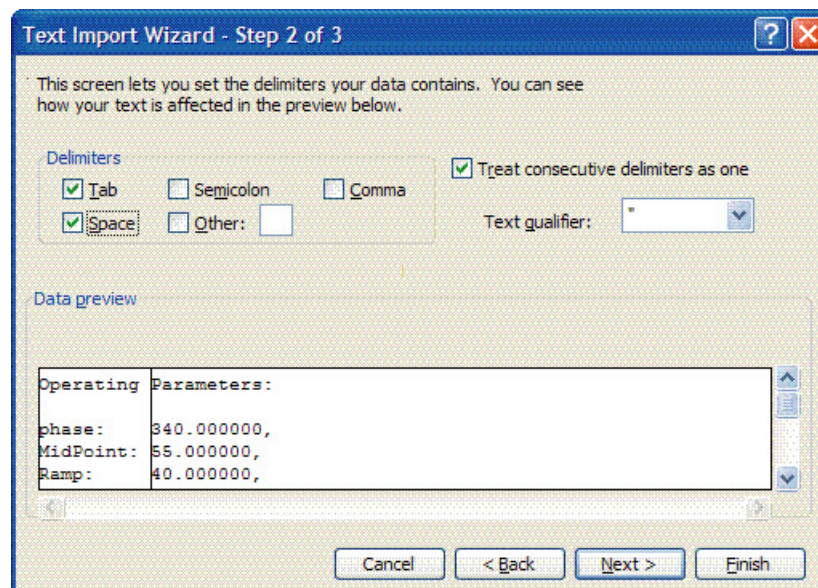 Text Import Wizard - Step 2 of 3
This screen lets you set the delimiters your data contains. You can see
how your text is affected in the preview below.
Delimiters
Tab
Semicolon
Comma
Space
Other:
Treat consecutive delimiters as one
Text qualifier: "
Data preview
Operating Parameters:
phase: 340.000000,
MidPoint: 55.000000,
Ramp: 40.000000,
Cancel
< Back
Next >
Finish